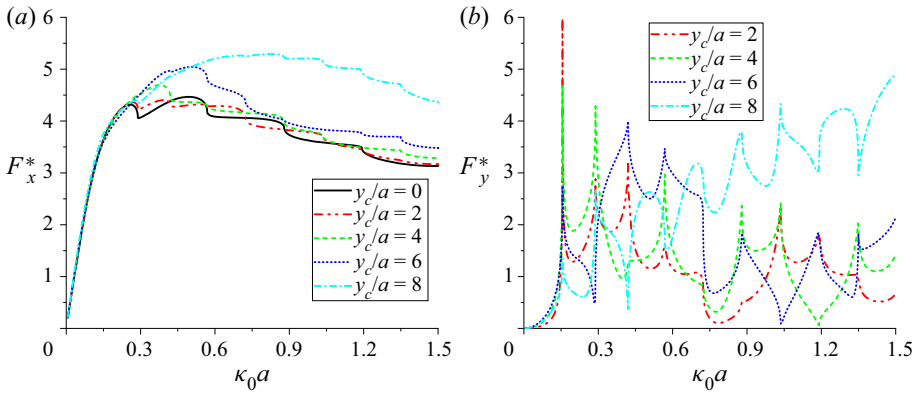 (a)
6
5
4
3
2
1
0
0.3
0.6
0.9
1.2
1.5
F*x
κ0a
yc/a = 0
yc/a = 2
yc/a = 4
yc/a = 6
yc/a = 8
(b)
6
5
4
3
2
1
0
0.3
0.6
0.9
1.2
1.5
F*y
κ0a
yc/a = 2
yc/a = 4
yc/a = 6
yc/a = 8